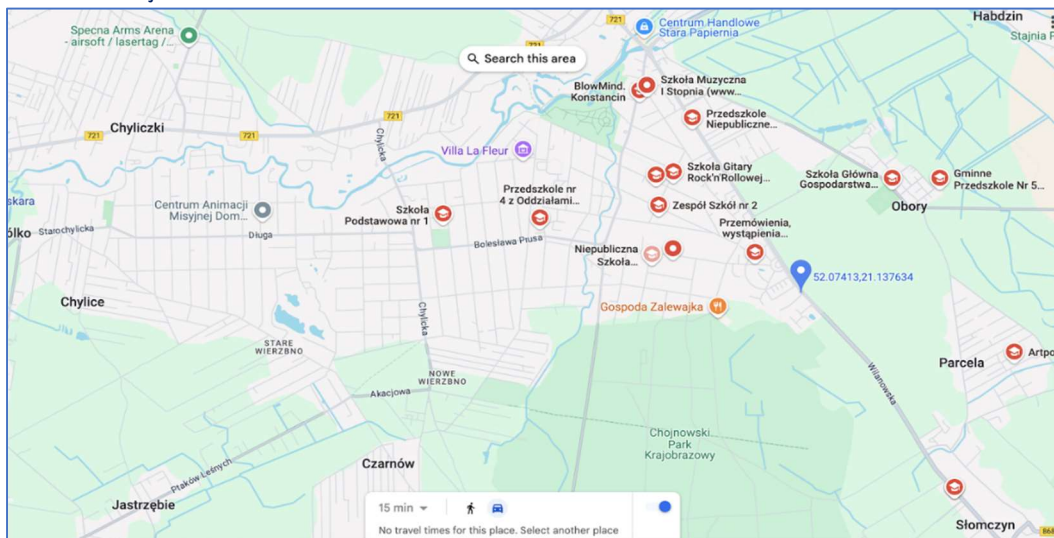 721
Habdzin
Specna Arms Arena
- airsoft / lasertag /...
Centrum Handlowe
Stara Papiernia
Stajnia F
721
Search this area
BlowMind.
Konstancin
Szkoła Muzyczna
I Stopnia (www...
721
Przedszkole
Niepubliczne...
Chyliczki
721
721
Chylicka
Villa La Fleur
Szkoła Gitary
Rock'n'Rollowej...
Szkoła Główna
Gospodarstwa...
Gminne
Przedszkole Nr 5...
Przedszkole nr
4 z Oddziałami...
skara
Centrum Animacji
Misyjnej Dom...
Szkoła
Podstawowa nr 1
Zespół Szkół nr 2
Obory
Przemówienia,
wystąpienia...
ólko
Starochylicka
Długa
Bolesława Prusa
Niepubliczna
Szkoła...
52.07413,21.137634
Chylice
Chylicka
Gospoda Zalewajka
STARE
WIERZBNO
Parcela
Artpo
Wilanowska
NOWE
WIERZBNO
Akacjowa
Chojnowski
Park
Krajobrazowy
Czarnów
Ptaków Leśnych
Jastrzębie
15 min
No travel times for this place. Select another place
Słomczyn
868